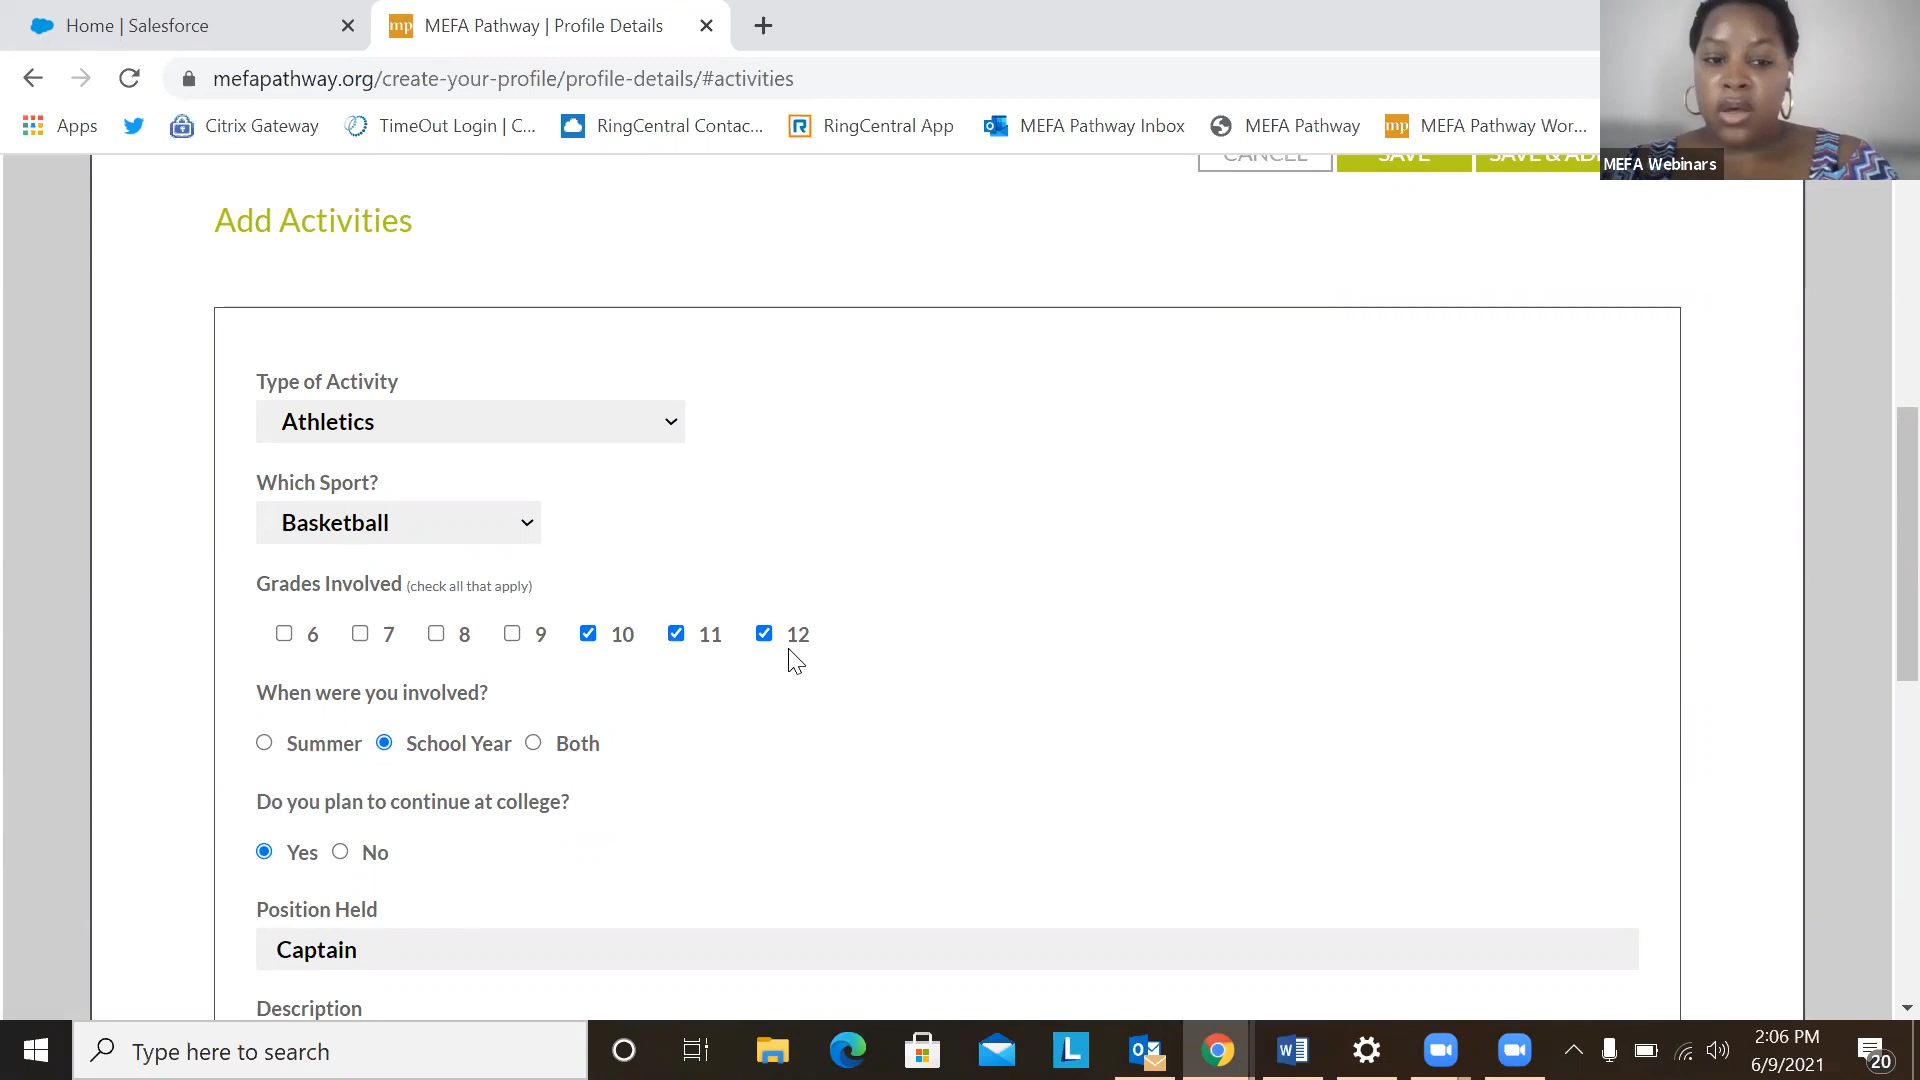 Home | Salesforce
mp MEFA Pathway | Profile Details
mefapathway.org/create-your-profile/profile-details/#activities
Apps Citrix Gateway TimeOut Login | C... RingCentral Contac... RingCentral App MEFA Pathway Inbox MEFA Pathway mp MEFA Pathway Wor...
MEFA Webinars
CANCEL SAVE SAVE & AD
Add Activities
Type of Activity
Athletics
Which Sport?
Basketball
Grades Involved (check all that apply)
6 7 8 9 10 11 12
When were you involved?
Summer School Year Both
Do you plan to continue at college?
Yes No
Position Held
Captain
Description
Type here to search
2:06 PM
6/9/2021
20